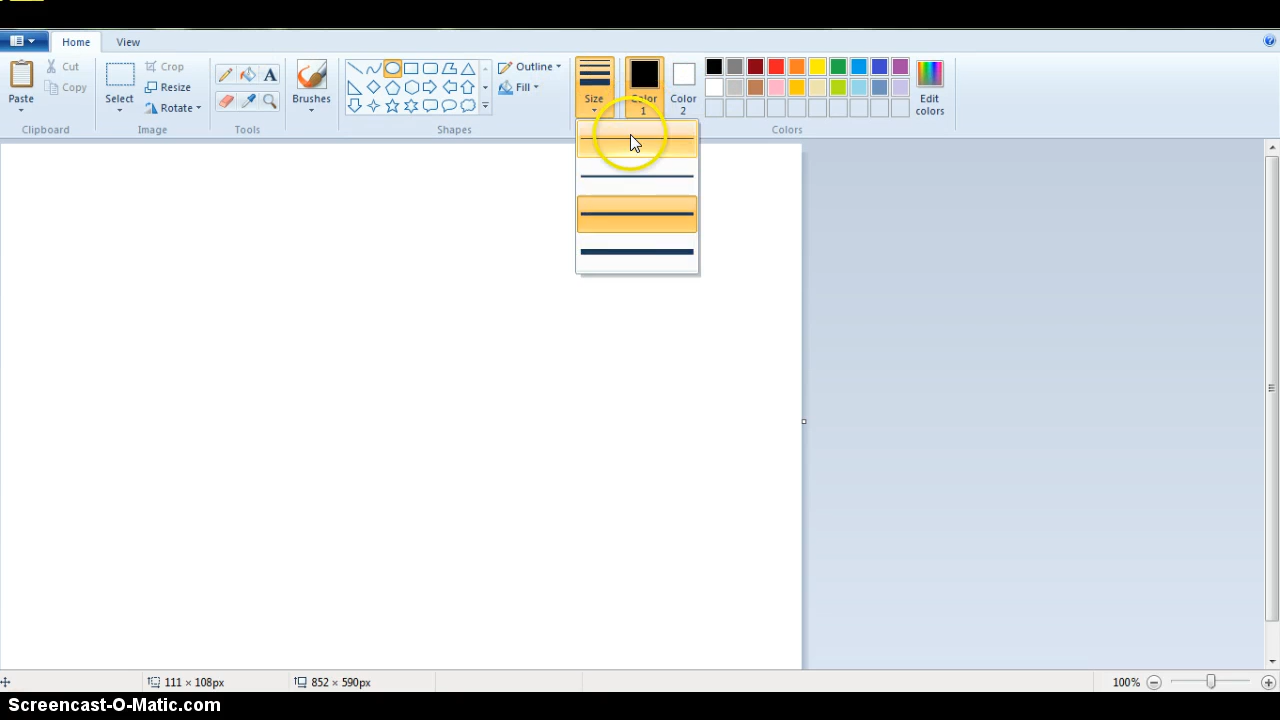 Home View
Cut Crop Outline
Copy Resize Fill
Paste Select Rotate A Brushes Size Color 1 Color 2 Edit colors
Clipboard Image Tools Shapes Colors
111 × 108px 852 × 590px 100%
Screencast-O-Matic.com